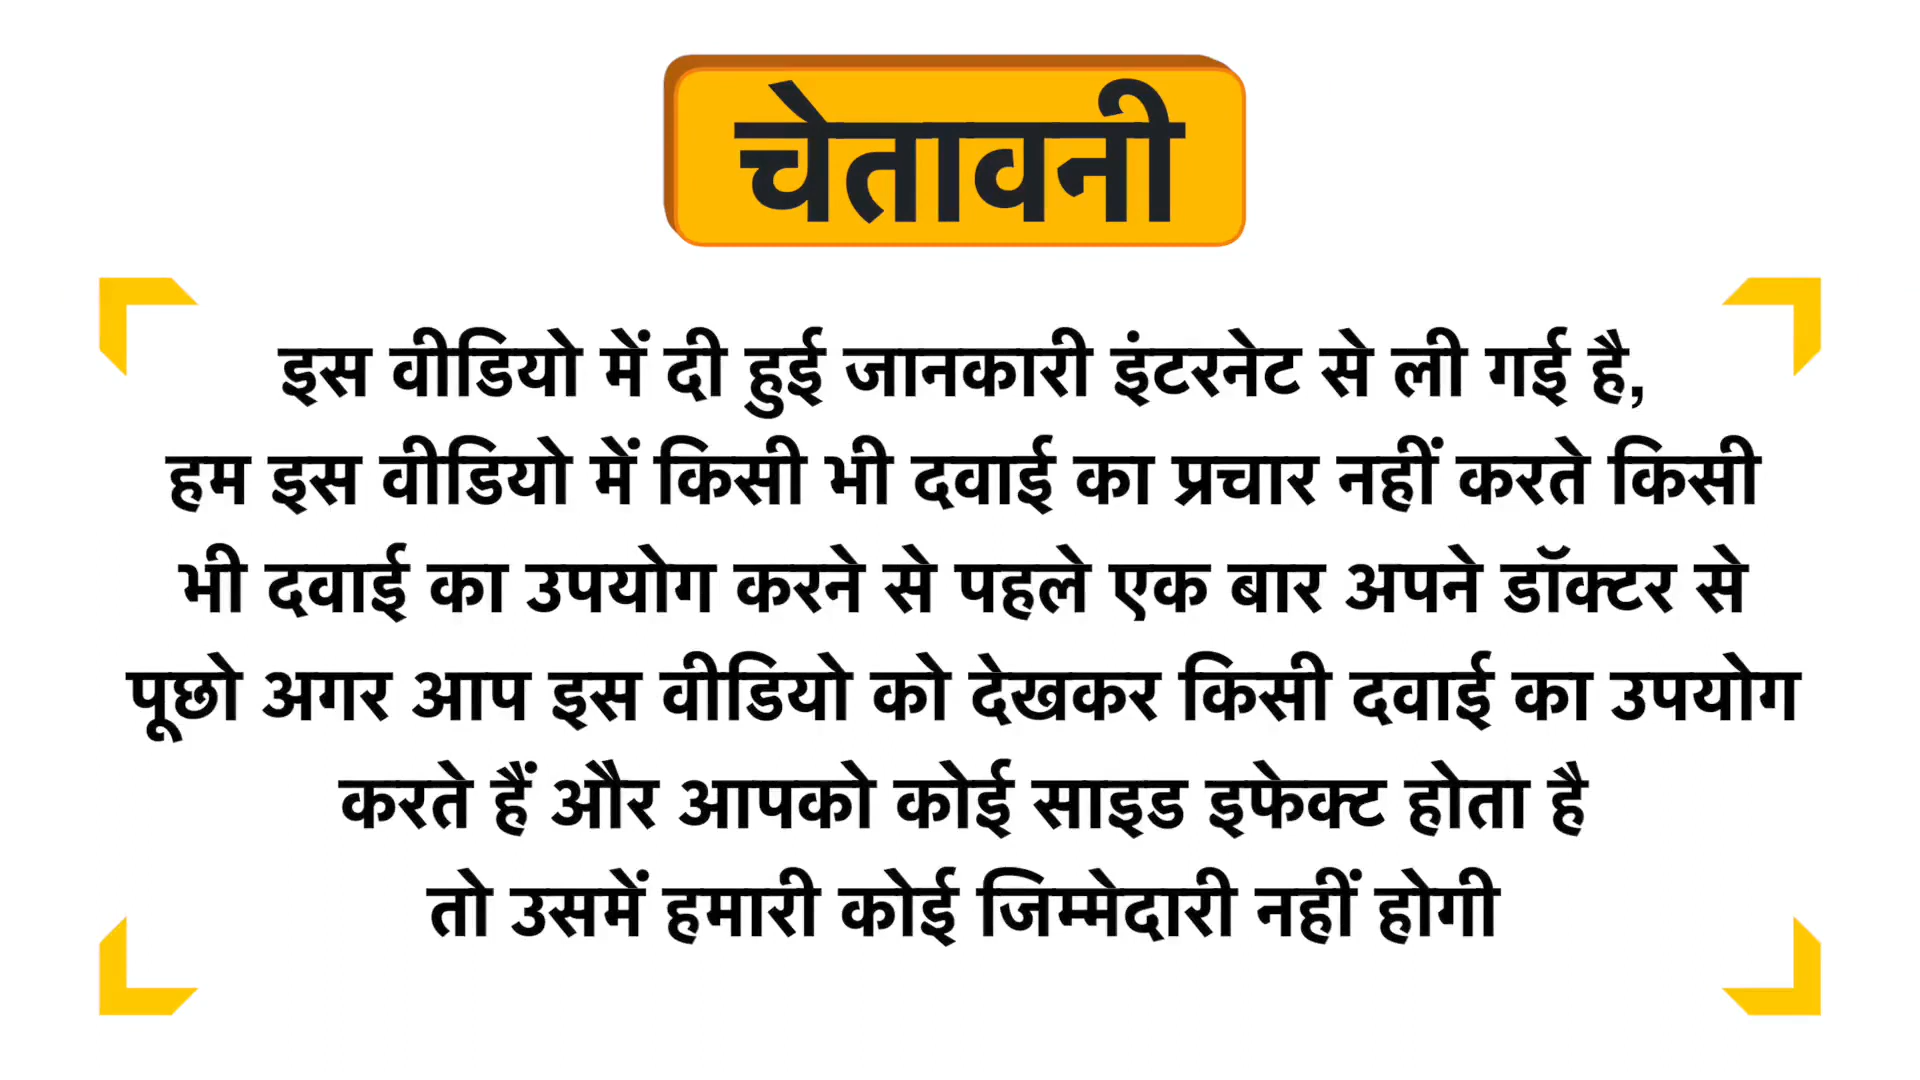 चेतावनी
इस वीडियो में दी हुई जानकारी इंटरनेट से ली गई है,
हम इस वीडियो में किसी भी दवाई का प्रचार नहीं करते किसी
भी दवाई का उपयोग करने से पहले एक बार अपने डॉक्टर से
पूछो अगर आप इस वीडियो को देखकर किसी दवाई का उपयोग
करते हैं और आपको कोई साइड इफेक्ट होता है
तो उसमें हमारी कोई जिम्मेदारी नहीं होगी